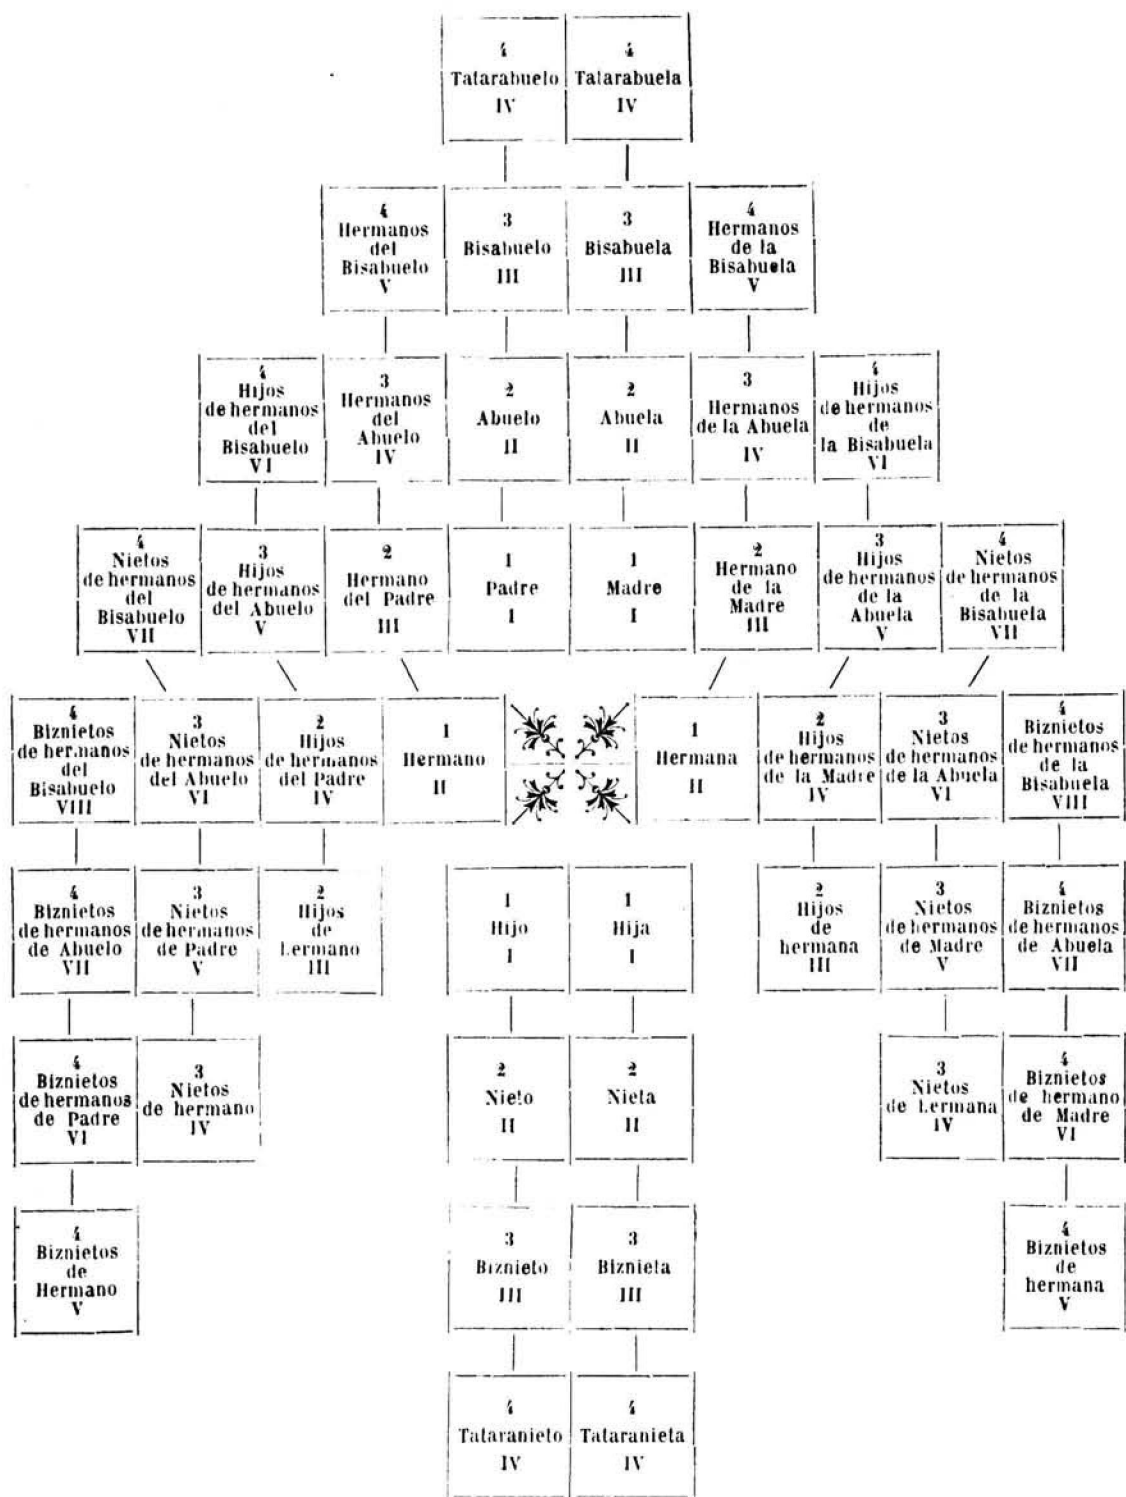 4
Tatarabuelo
IV
4
Tatarabuela
IV
4
Hermanos
del
Bisabuelo
V
3
Bisabuelo
III
3
Bisabuela
III
4
Hermanos
de la
Bisabuela
V
4
Hijos
de hermanos
del
Bisabuelo
VI
3
Hermanos
del
Abuelo
IV
2
Abuelo
II
2
Abuela
II
3
Hermanos
de la Abuela
IV
4
Hijos
de hermanos
de
la Bisabuela
VI
4
Nietos
de hermanos
del
Bisabuelo
VII
3
Hijos
de hermanos
del Abuelo
V
2
Hermano
del Padre
III
1
Padre
I
1
Madre
I
2
Hermano
de la
Madre
III
3
Hijos
de hermanos
de la
Abuela
V
4
Nietos
de hermanos
de la
Bisabuela
VII
4
Biznietos
de hermanos
del
Bisabuelo
VIII
3
Nietos
de hermanos
del Abuelo
VI
2
Hijos
de hermanos
del Padre
IV
1
Hermano
II
1
Hermana
II
2
Hijos
de hermanos
de la Madre
IV
3
Nietos
de hermanos
de la Abuela
VI
4
Biznietos
de hermanos
de la
Bisabuela
VIII
4
Biznietos
de hermanos
de Abuelo
VII
3
Nietos
de hermanos
de Padre
V
2
Hijos
de
Lermano
III
1
Hijo
I
1
Hija
I
2
Hijos
de
hermana
III
3
Nietos
de hermanos
de Madre
V
4
Biznietos
de hermanos
de Abuela
VII
4
Biznietos
de hermanos
de Padre
VI
3
Nietos
de hermano
IV
2
Nieto
II
2
Nieta
II
3
Nietos
de Lermana
IV
4
Biznietos
de hermano
de Madre
VI
4
Biznietos
de
Hermano
V
3
Biznieto
III
3
Biznieta
III
4
Biznietos
de
hermana
V
4
Tataranieto
IV
4
Tataranieta
IV